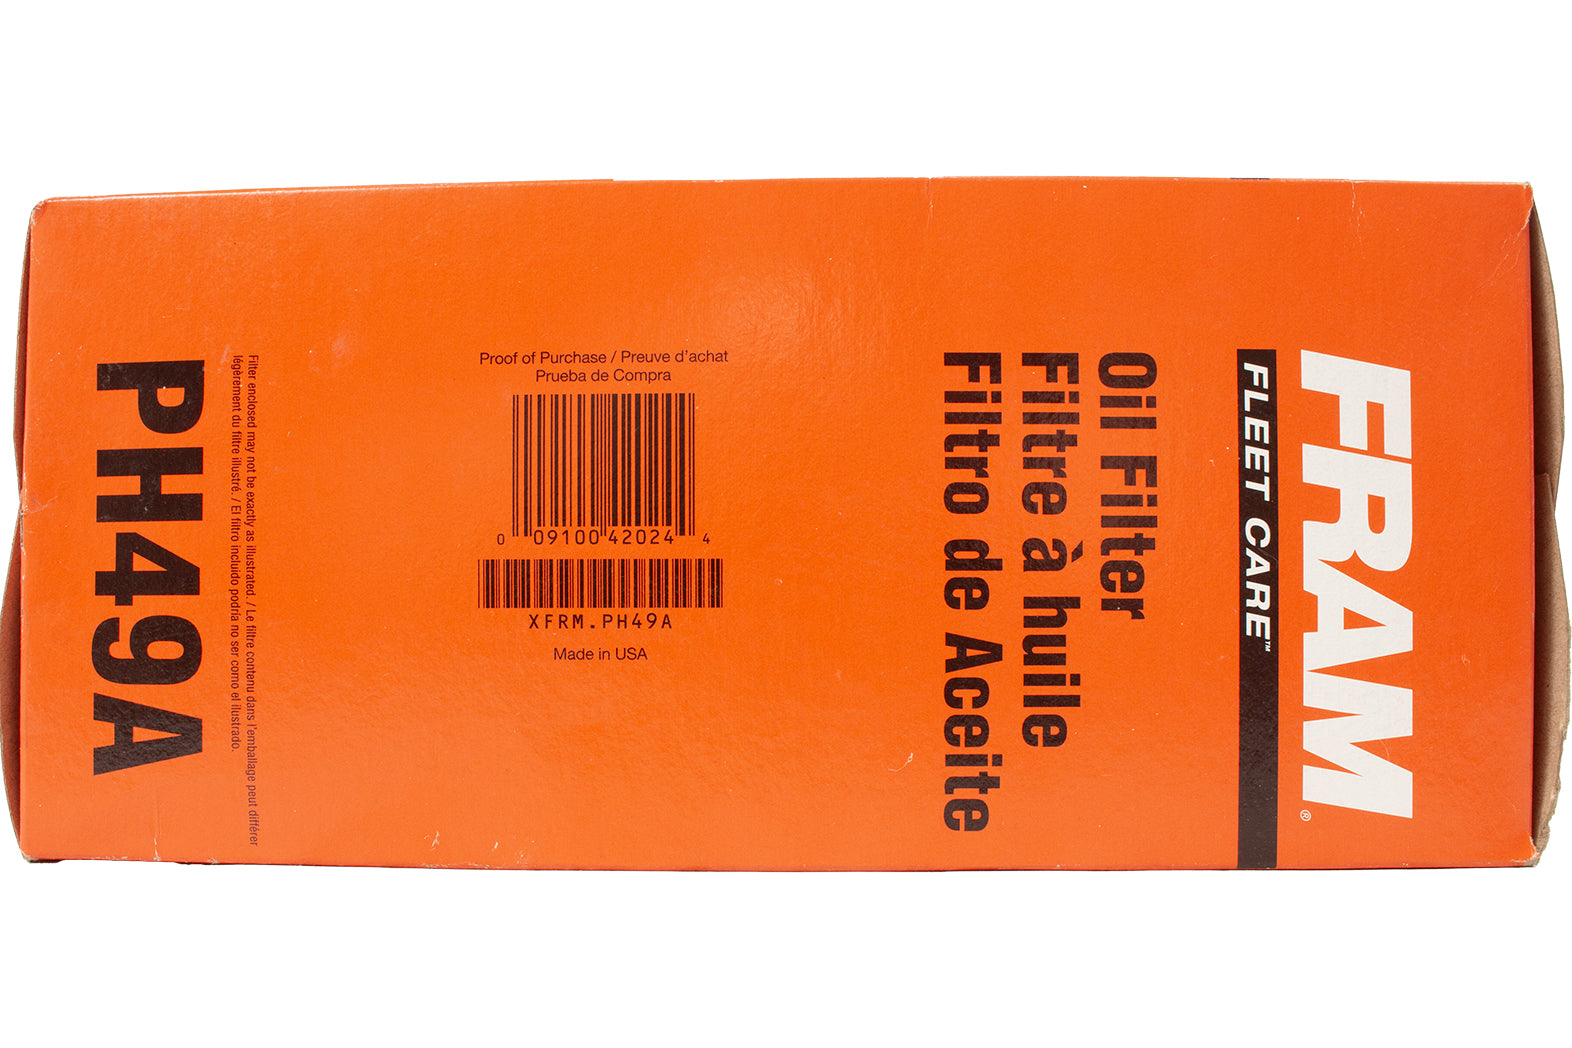 FRAM®
FLEET CARE™
Oil Filter
Filtre à huile
Filtro de Aceite
Proof of Purchase / Preuve d'achat
Prueba de Compra
0 09100 42024 4
XFRM.PH49A
Made in USA
Filter enclosed may not be exactly as illustrated. / Le filtre contenu dans l'emballage peut différer
légèrement du filtre illustré. / El filtro incluido podría no ser como el ilustrado.
PH49A